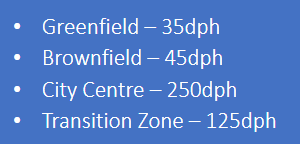 • Greenfield – 35dph
• Brownfield – 45dph
• City Centre – 250dph
• Transition Zone – 125dph